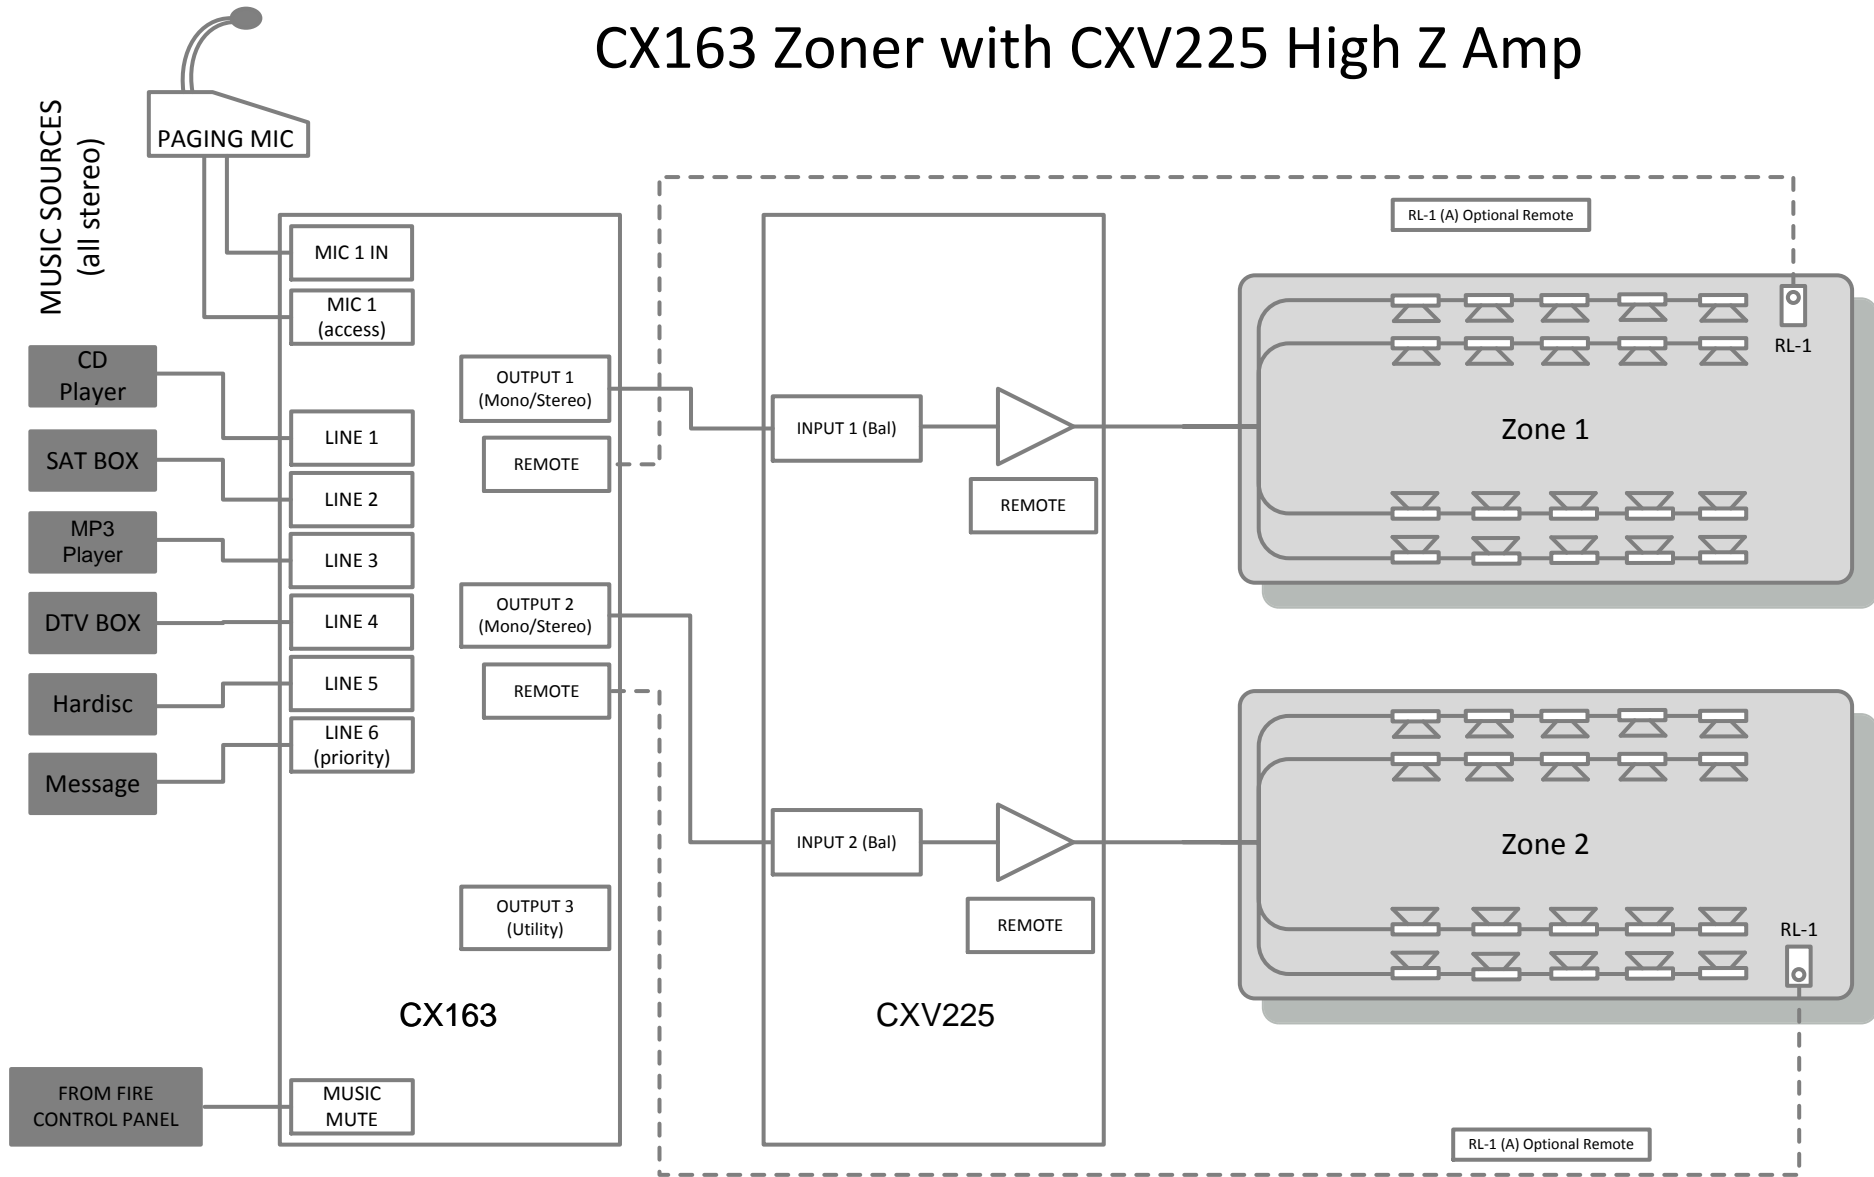 CX163 Zoner with CXV225 High Z Amp
MUSIC SOURCES
(all stereo)
PAGING MIC
MIC 1 IN
MIC 1
(access)
CD
Player
SAT BOX
MP3
Player
DTV BOX
Hardisc
Message
LINE 1
LINE 2
LINE 3
LINE 4
LINE 5
LINE 6
(priority)
OUTPUT 1
(Mono/Stereo)
REMOTE
OUTPUT 2
(Mono/Stereo)
REMOTE
OUTPUT 3
(Utility)
CX163
FROM FIRE
CONTROL PANEL
MUSIC
MUTE
INPUT 1 (Bal)
REMOTE
INPUT 2 (Bal)
REMOTE
CXV225
RL-1 (A) Optional Remote
RL-1
Zone 1
Zone 2
RL-1
RL-1 (A) Optional Remote